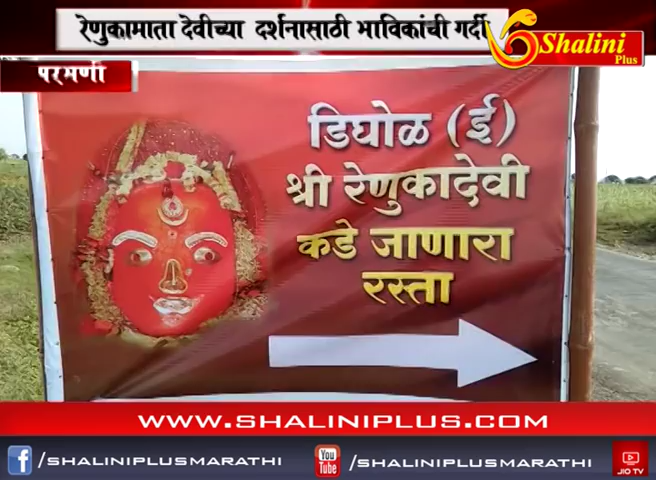 रेणुकामाता देवीच्या दर्शनासाठी भाविकांची गर्दी
Shalini
Plus
परभणी
डिघोळ (ई)
श्री रेणुकादेवी
कडे जाणारा
रस्ता
WWW.SHALINIPLUS.COM
f /SHALINIPLUSMARATHI
You Tube /SHALINIPLUSMARATHI
JIO TV